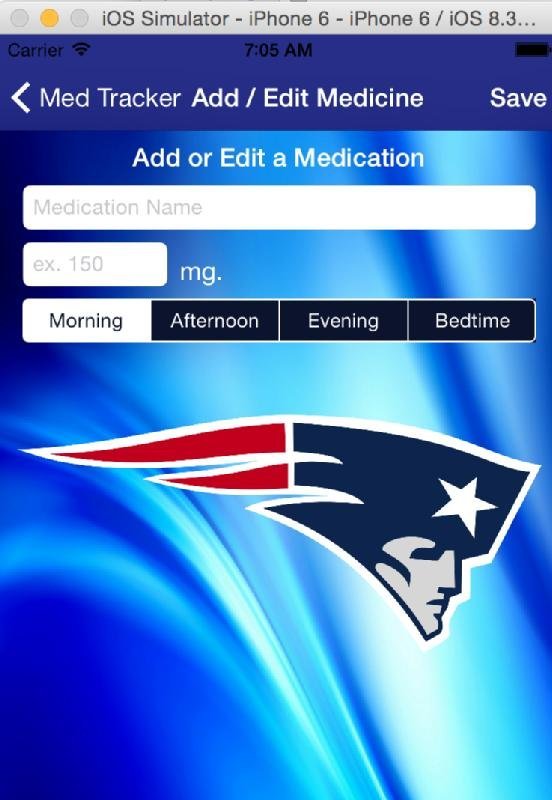 iOS Simulator - iPhone 6 - iPhone 6 / iOS 8.3...
Carrier 7:05 AM
Med Tracker Add / Edit Medicine Save
Add or Edit a Medication
Medication Name
ex. 150 mg.
Morning Afternoon Evening Bedtime